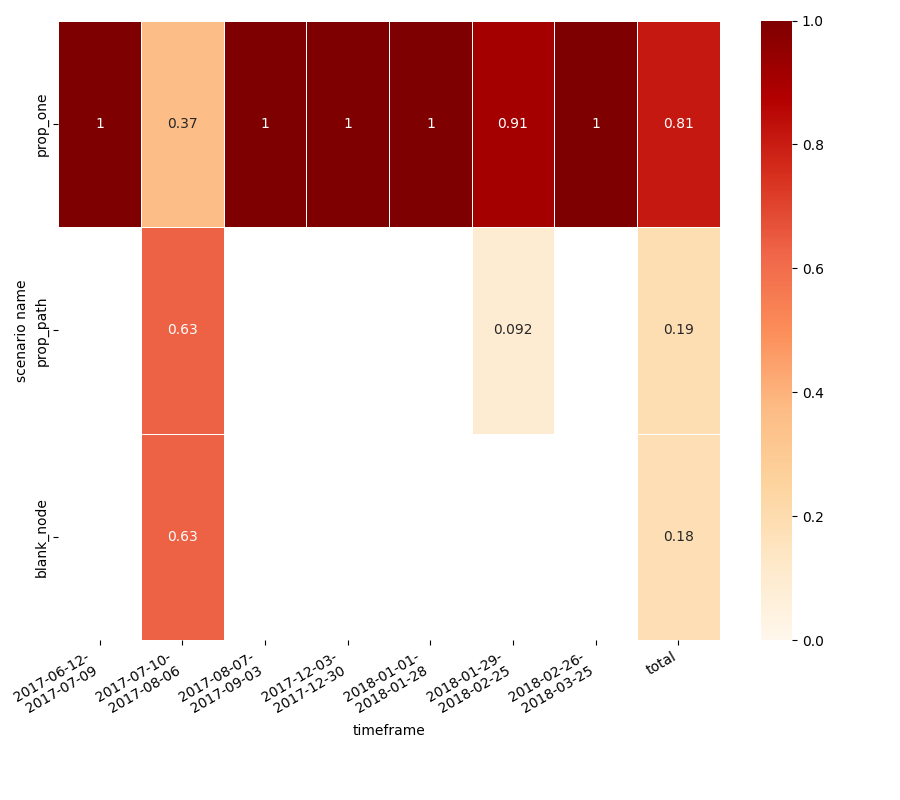 1 0.37 1 1 1 0.91 1 0.81
0.63 0.092 0.19
0.63 0.18
prop_one
prop_path
blank_node
scenario name
2017-06-12-
2017-07-09
2017-07-10-
2017-08-06
2017-08-07-
2017-09-03
2017-12-03-
2017-12-30
2018-01-01-
2018-01-28
2018-01-29-
2018-02-25
2018-02-26-
2018-03-25
total
timeframe
1.0
0.8
0.6
0.4
0.2
0.0